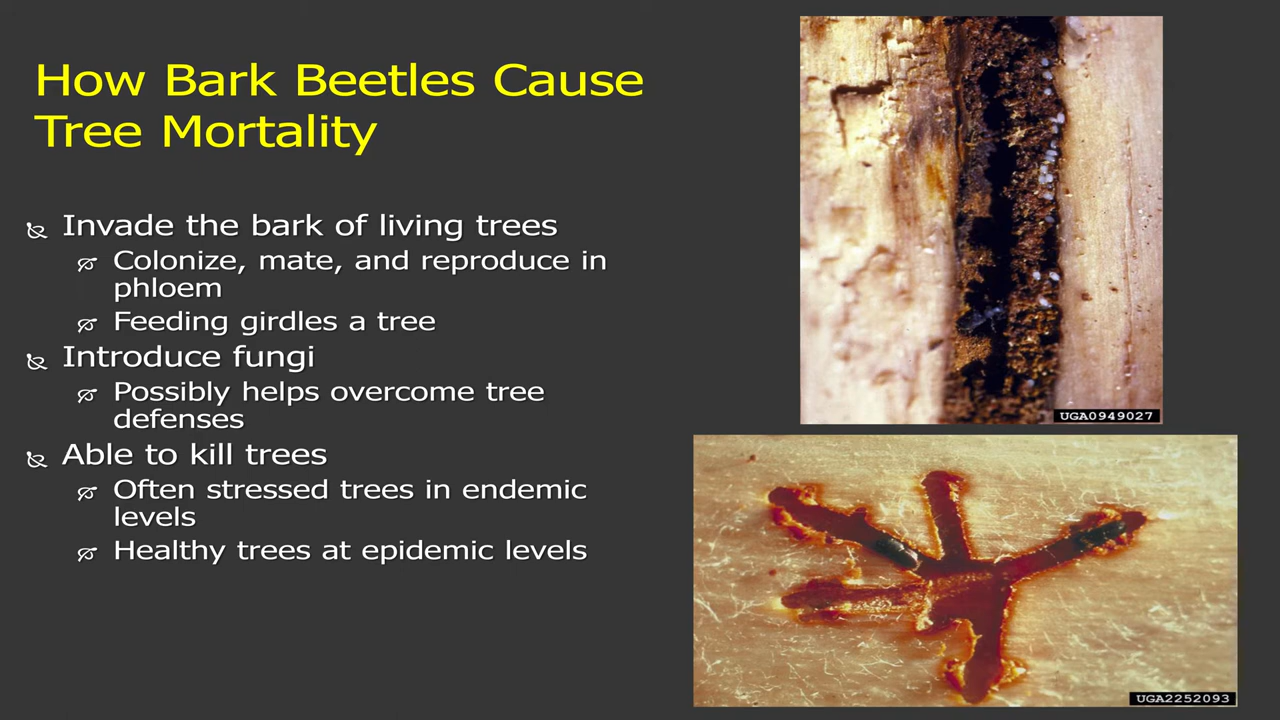 How Bark Beetles Cause
Tree Mortality
Invade the bark of living trees
Colonize, mate, and reproduce in
phloem
Feeding girdles a tree
Introduce fungi
Possibly helps overcome tree
defenses
Able to kill trees
Often stressed trees in endemic
levels
Healthy trees at epidemic levels
UGA0949027
UGA2252093